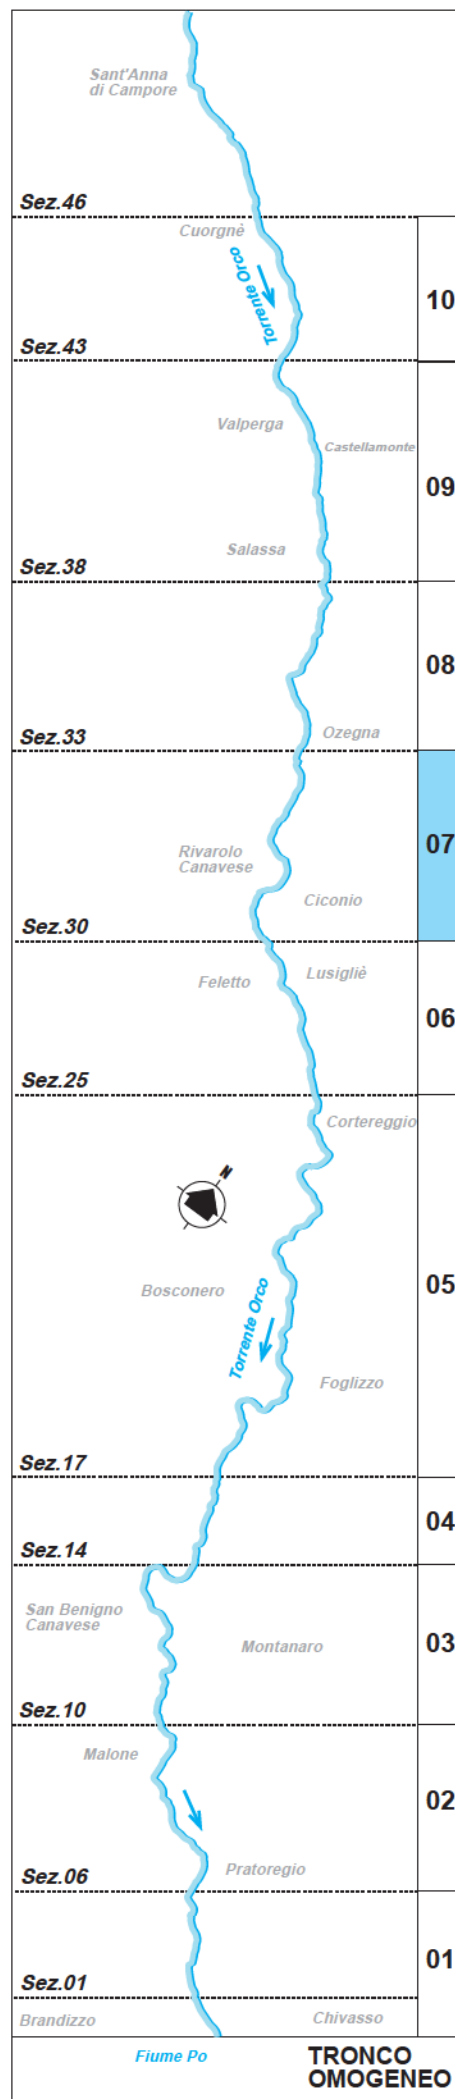 Sant'Anna
di Campore
Sez.46
Cuorgnè
Torrente Orco
10
Sez.43
Valperga
Castellamonte
09
Salassa
Sez.38
08
Ozegna
Sez.33
07
Rivarolo
Canavese
Ciconio
Sez.30
Lusigliè
Feletto
06
Sez.25
Cortereggio
N
Bosconero
05
Torrente Orco
Foglizzo
Sez.17
04
Sez.14
San Benigno
Canavese
Montanaro
03
Sez.10
Malone
02
Pratoregio
Sez.06
01
Sez.01
Brandizzo
Chivasso
Fiume Po
TRONCO
OMOGENEO